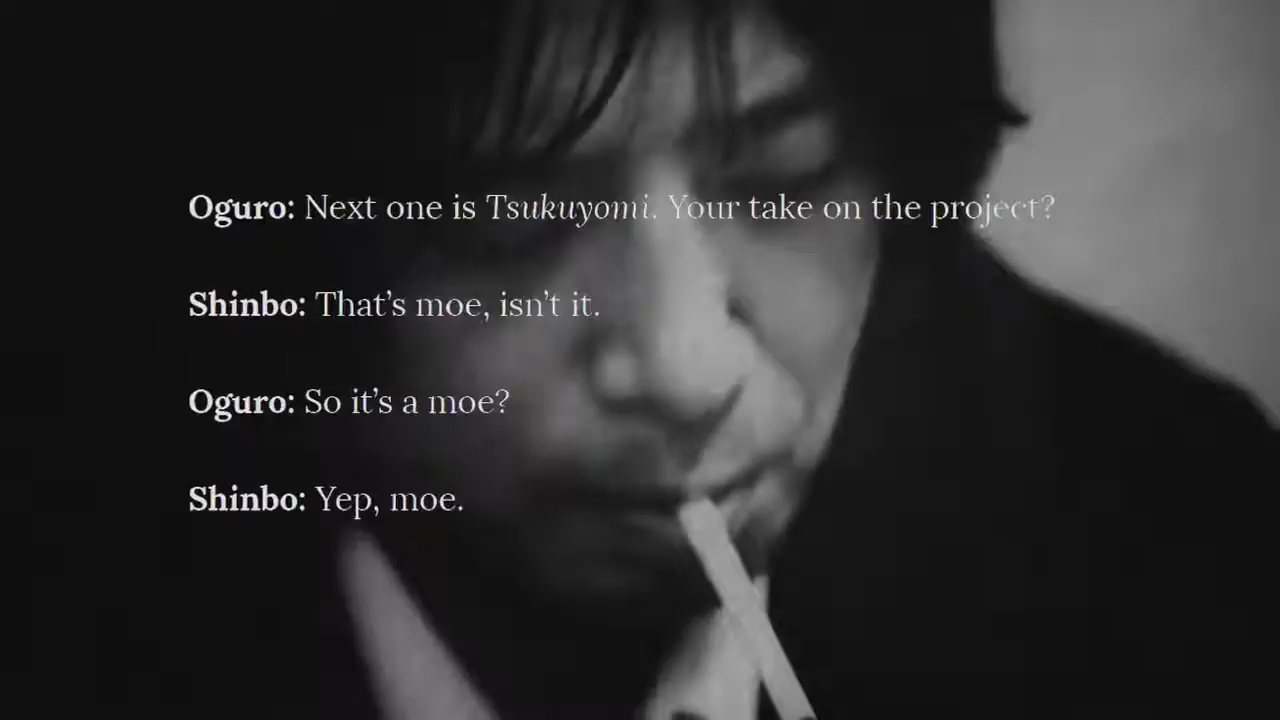 Oguro: Next one is Tsukuyomi. Your take on the project?
Shinbo: That’s moe, isn’t it.
Oguro: So it’s a moe?
Shinbo: Yep, moe.